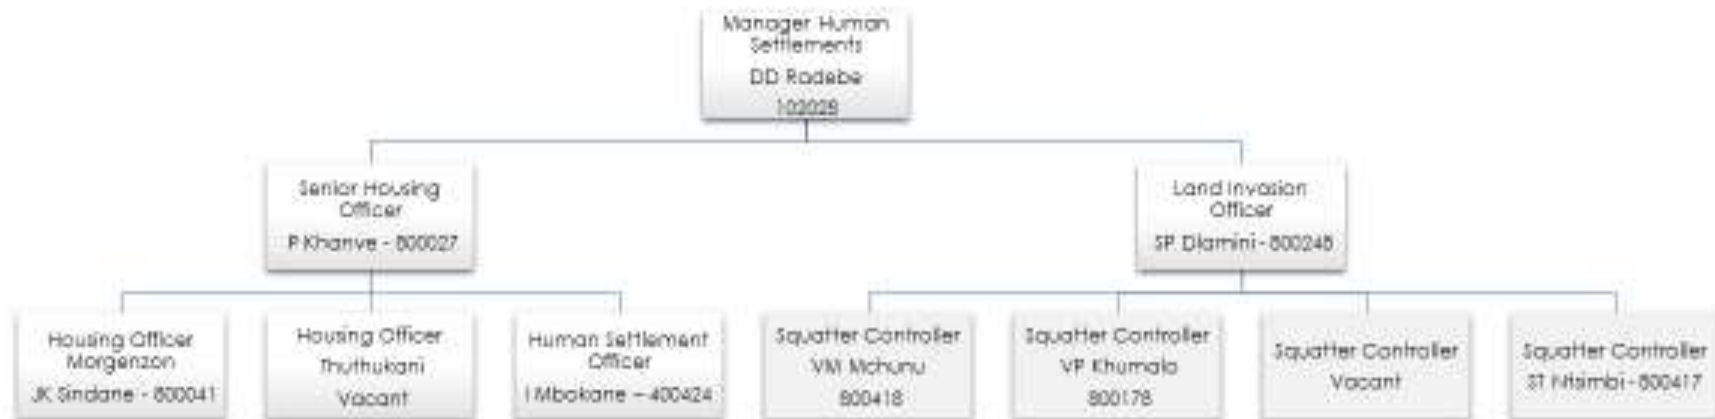 Manager Human
Settlements
DD Radebe
102028
Senior Housing
Officer
P Khanye - 800027
Land Invasion
Officer
SP Dlamini - 800248
Housing Officer
Morgenzon
JK Sindane - 800041
Housing Officer
Thuthukani
Vacant
Human Settlement
Officer
I Mbokane – 400424
Squatter Controller
VM Mchunu
800418
Squatter Controller
VP Khumalo
800178
Squatter Controller
Vacant
Squatter Controller
ST Ntsimbi - 800417